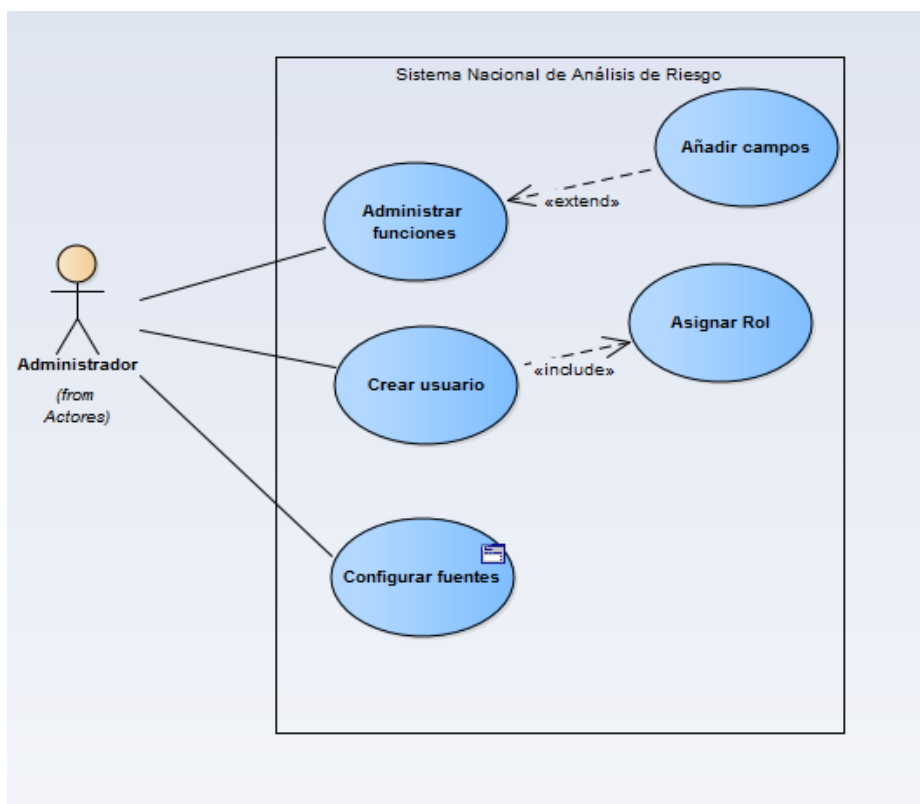 Sistema Nacional de Análisis de Riesgo
Añadir campos
Administrar
funciones
«extend»
Asignar Rol
Administrador
(from
Actores)
Crear usuario
«include»
Configurar fuentes